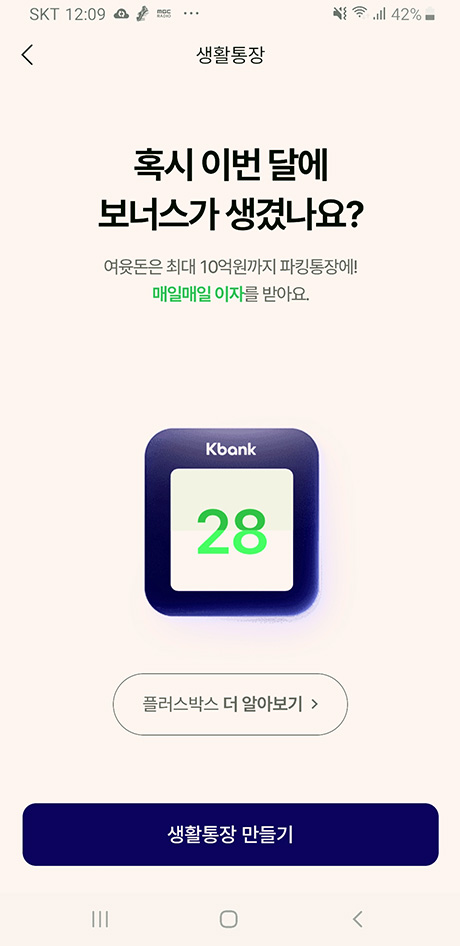 SKT 12:09 MBC RADIO ··· 42%
생활통장
혹시 이번 달에
보너스가 생겼나요?
여윳돈은 최대 10억원까지 파킹통장에!
매일매일 이자를 받아요.
Kbank
28
플러스박스 더 알아보기 >
생활통장 만들기